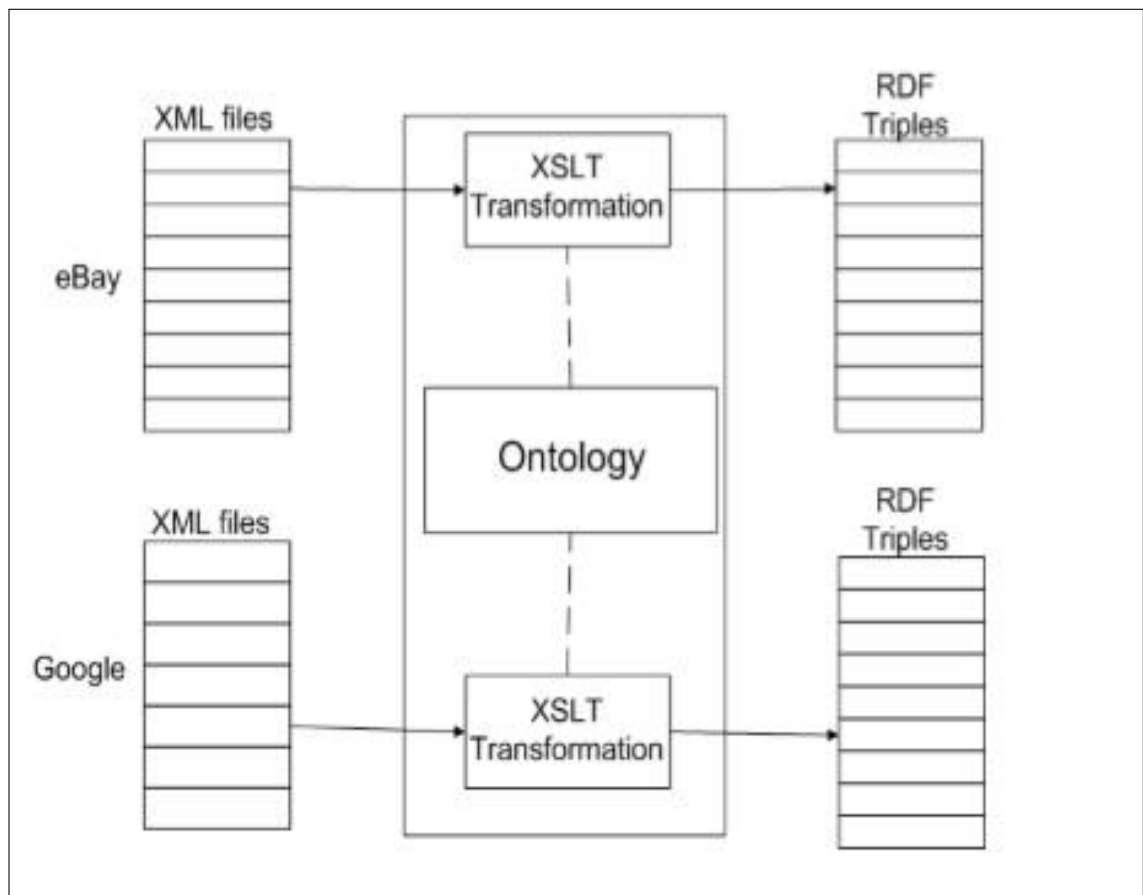 XML files
eBay
XSLT
Transformation
RDF
Triples
Ontology
XML files
Google
XSLT
Transformation
RDF
Triples